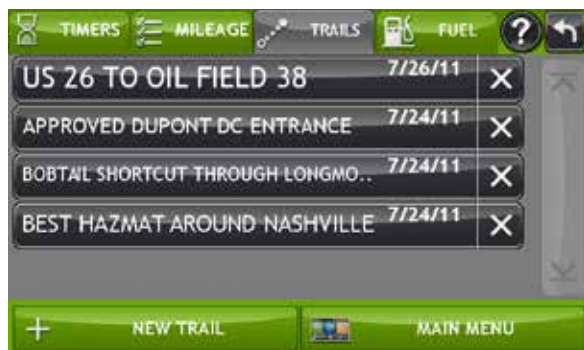 TIMERS MILEAGE TRAILS FUEL ?
US 26 TO OIL FIELD 38 7/26/11 X
APPROVED DUPONT DC ENTRANCE 7/24/11 X
BOBTAIL SHORTCUT THROUGH LONGMO.. 7/24/11 X
BEST HAZMAT AROUND NASHVILLE 7/24/11 X
+ NEW TRAIL MAIN MENU